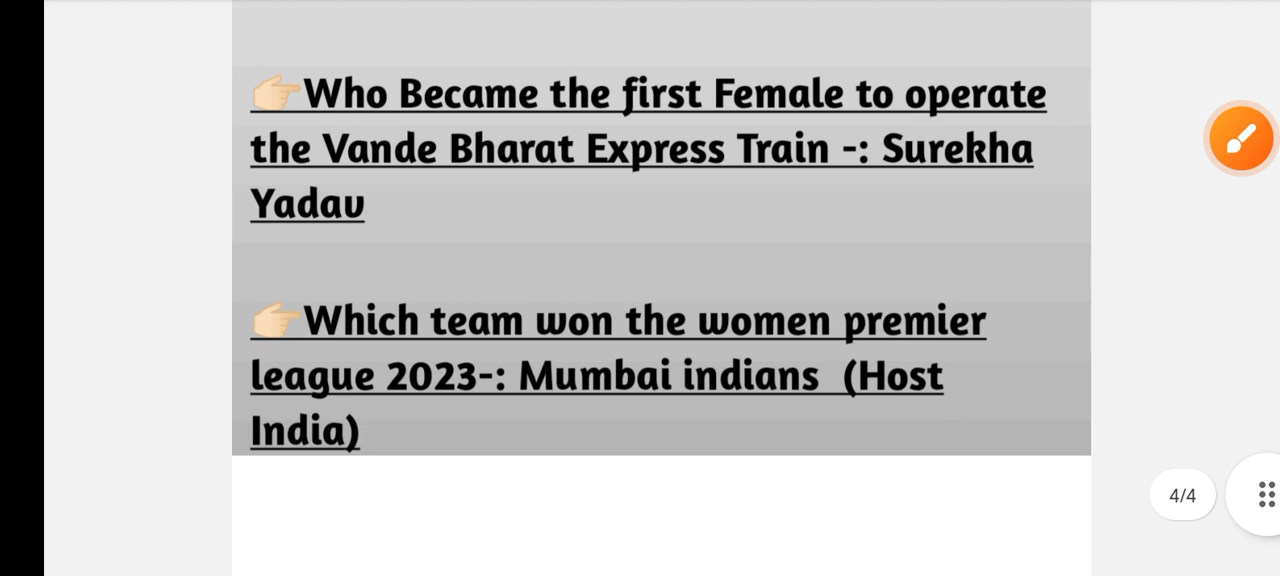 👉🏻Who Became the first Female to operate
the Vande Bharat Express Train -: Surekha
Yadav
👉🏻Which team won the women premier
league 2023-: Mumbai indians  (Host
India)
4/4